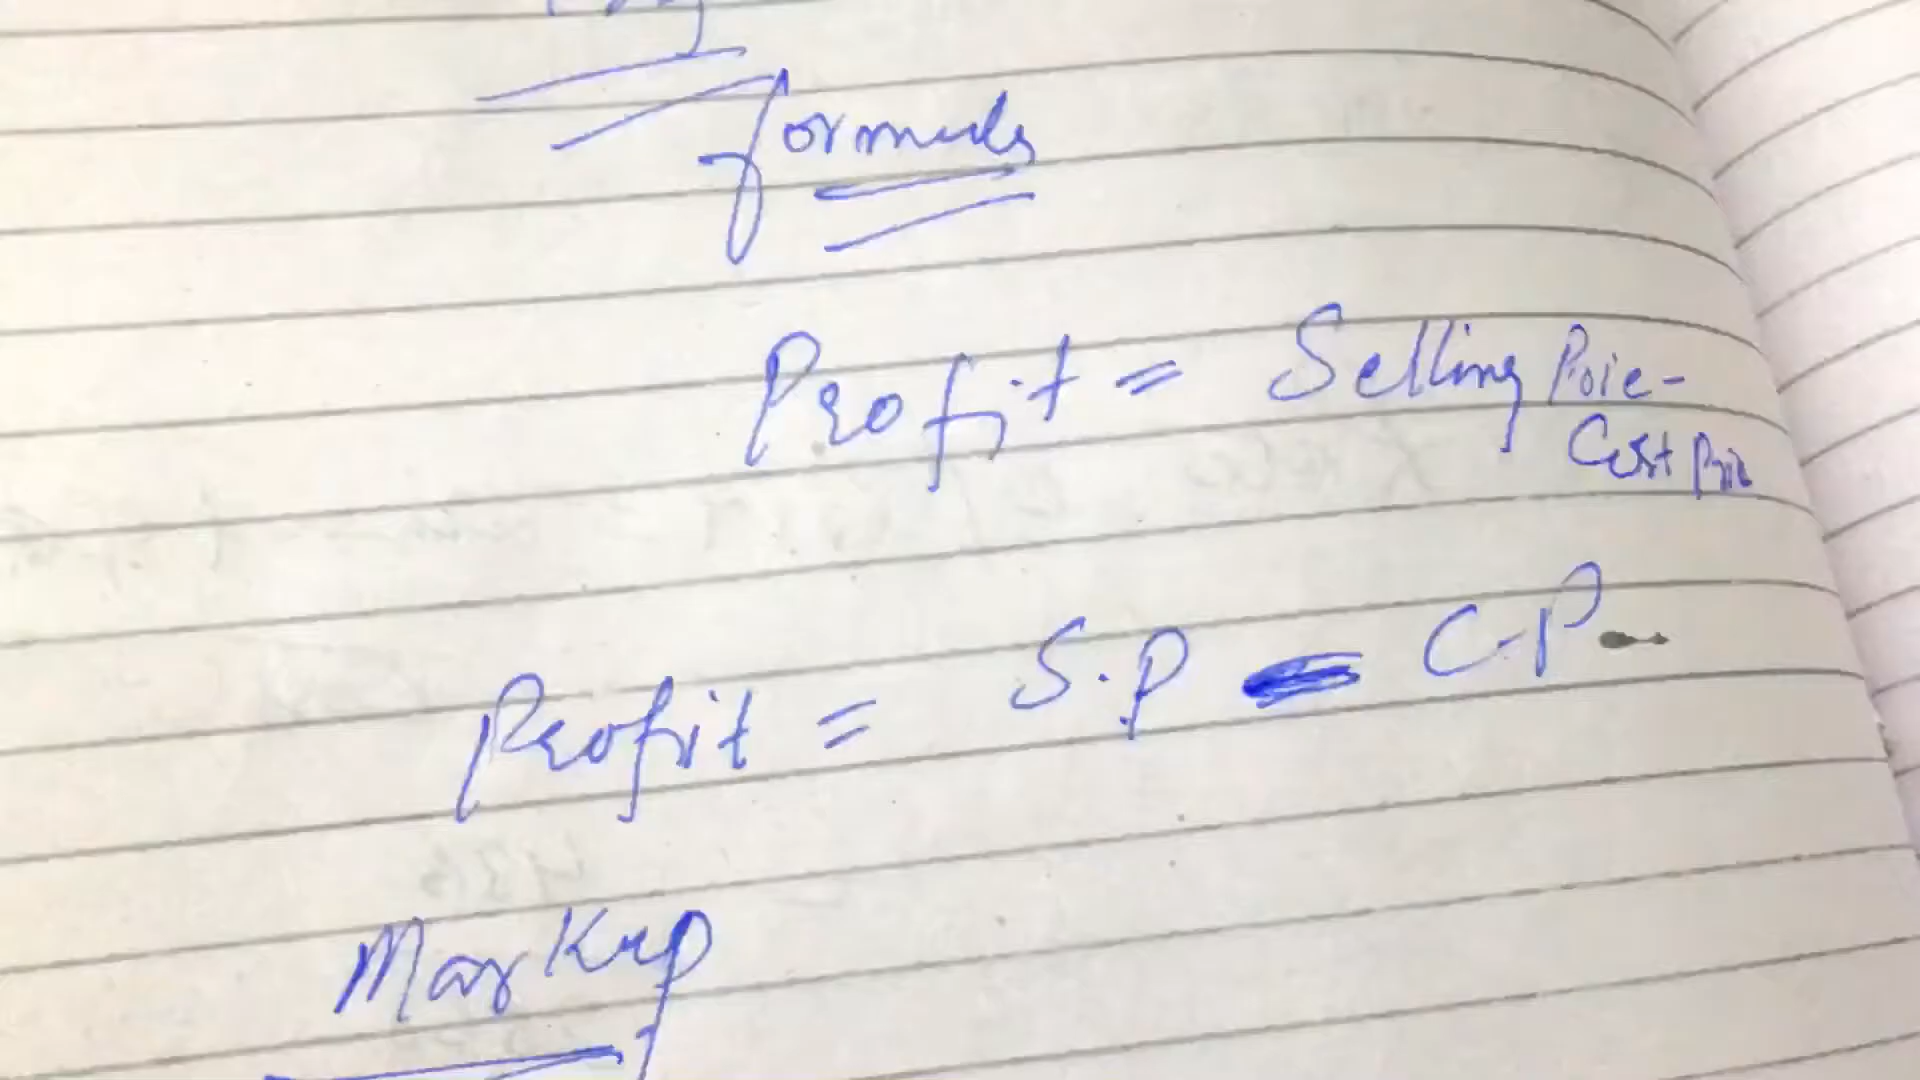 formula
Profit = Selling Price -
Cost Price
Profit = S.P - C.P
Markup